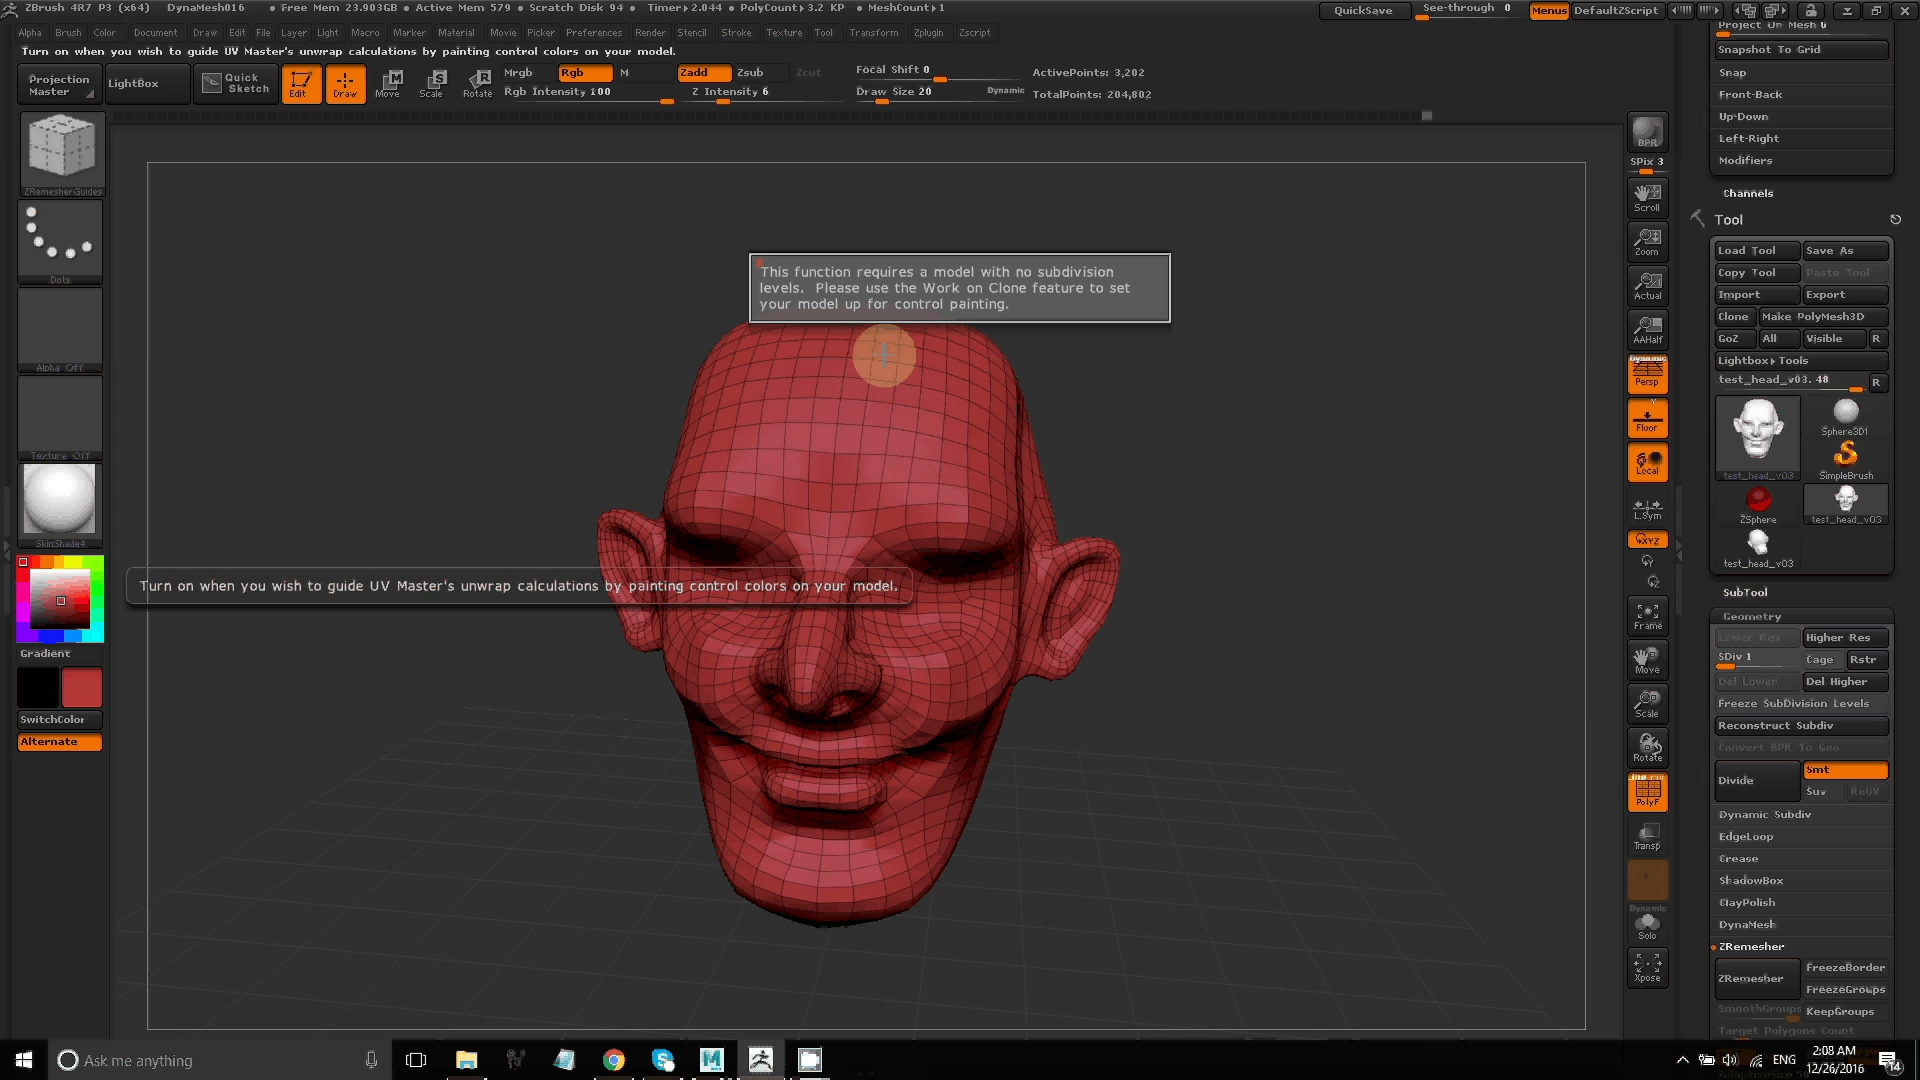 ZBrush 4R7 P3 (x64) DynaMesh016 • Free Mem 23.903GB • Active Mem 579 • Scratch Disk 94 • Timer▸2.044 • PolyCount▸3.2 KP • MeshCount▸1 QuickSave See-through 0 Menus DefaultZScript
Alpha Brush Color Document Draw Edit File Layer Light Macro Marker Material Movie Picker Preferences Render Stencil Stroke Texture Tool Transform Zplugin Zscript
Turn on when you wish to guide UV Master's unwrap calculations by painting control colors on your model.
Projection Master
LightBox
Quick Sketch
Edit
Draw
Move
Scale
Rotate
Mrgb Rgb M
Rgb Intensity 100
Zadd Zsub Zcut
Z Intensity 6
Focal Shift 0
Draw Size 20 Dynamic
ActivePoints: 3,202
TotalPoints: 204,802
ZRemesherGuides
Dots
Alpha Off
Texture Off
SkinShade4
Gradient
SwitchColor
Alternate
This function requires a model with no subdivision
levels. Please use the Work on Clone feature to set
your model up for control painting.
Turn on when you wish to guide UV Master's unwrap calculations by painting control colors on your model.
BPR
SPix 3
Scroll
Zoom
Actual
AAHalf
Dynamic
Persp
Floor
Local
L.Sym
XYZ
Y
Z
Frame
Move
Scale
Rotate
PolyF
Transp
Dynamic
Solo
Xpose
Project On Mesh 6
Snapshot To Grid
Snap
Front-Back
Up-Down
Left-Right
Modifiers
Channels
Tool
Load Tool Save As
Copy Tool Paste Tool
Import Export
Clone Make PolyMesh3D
GoZ All Visible R
Lightbox▸Tools
test_head_v03. 48 R
test_head_v03
Sphere3D1
SimpleBrush
ZSphere
test_head_v03
test_head_v03
SubTool
Geometry
Lower Res Higher Res
SDiv 1 Cage Rstr
Del Lower Del Higher
Freeze SubDivision Levels
Reconstruct Subdiv
Convert BPR To Geo
Divide Smt
Suv ReUV
Dynamic Subdiv
EdgeLoop
Crease
ShadowBox
ClayPolish
DynaMesh
ZRemesher
ZRemesher FreezeBorder
FreezeGroups
SmoothGroups KeepGroups
Target Polygons Count
Ask me anything
ENG
2:08 AM
12/26/2016
14